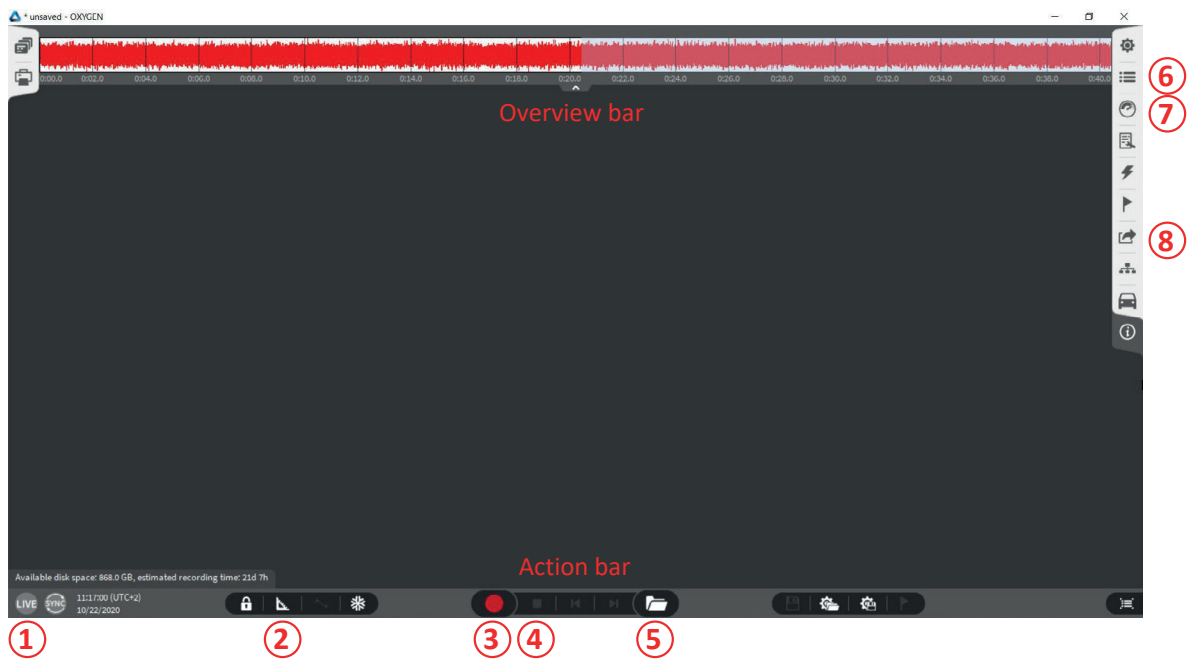 * unsaved - OXYGEN
0:00.0 0:02.0 0:04.0 0:06.0 0:08.0 0:10.0 0:12.0 0:14.0 0:16.0 0:18.0 0:20.0 0:22.0 0:24.0 0:26.0 0:28.0 0:30.0 0:32.0 0:34.0 0:36.0 0:38.0 0:40.0
Overview bar
6
7
8
Action bar
Available disk space: 868.0 GB, estimated recording time: 21d 7h
LIVE SYNC 11:17:00 (UTC+2)
10/22/2020
1 2 3 4 5